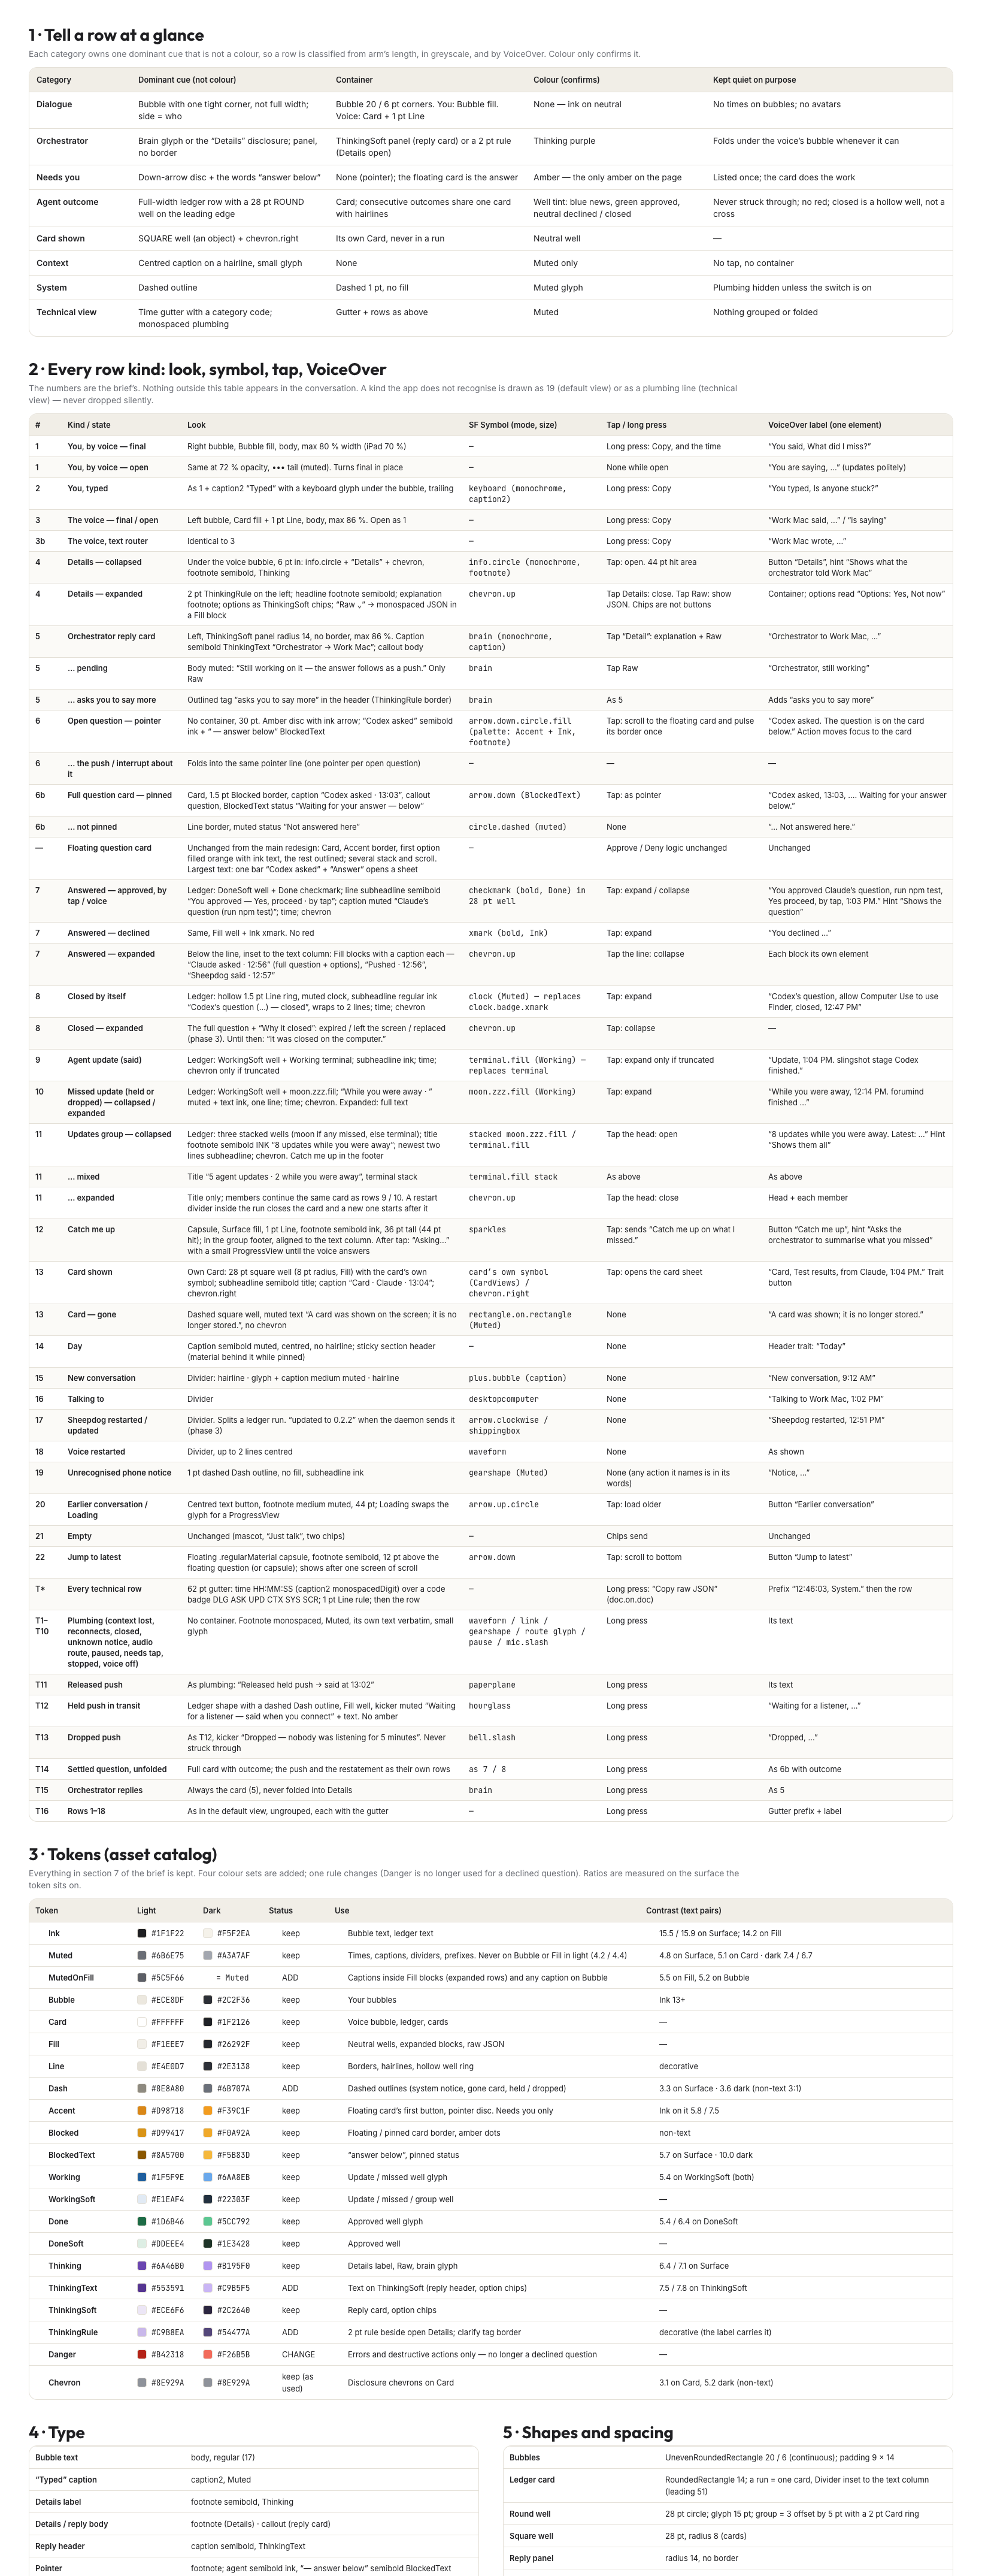 1 · Tell a row at a glance
Each category owns one dominant cue that is not a colour, so a row is classified from arm’s length, in greyscale, and by VoiceOver. Colour only confirms it.
Category Dominant cue (not colour) Container Colour (confirms) Kept quiet on purpose
Dialogue Bubble with one tight corner, not full width; side = who Bubble 20 / 6 pt corners. You: Bubble fill. Voice: Card + 1 pt Line None — ink on neutral No times on bubbles; no avatars
Orchestrator Brain glyph or the “Details” disclosure; panel, no border ThinkingSoft panel (reply card) or a 2 pt rule (Details open) Thinking purple Folds under the voice’s bubble whenever it can
Needs you Down-arrow disc + the words “answer below” None (pointer); the floating card is the answer Amber — the only amber on the page Listed once; the card does the work
Agent outcome Full-width ledger row with a 28 pt ROUND well on the leading edge Card; consecutive outcomes share one card with hairlines Well tint: blue news, green approved, neutral declined / closed Never struck through; no red; closed is a hollow well, not a cross
Card shown SQUARE well (an object) + chevron.right Its own Card, never in a run Neutral well —
Context Centred caption on a hairline, small glyph None Muted only No tap, no container
System Dashed outline Dashed 1 pt, no fill Muted glyph Plumbing hidden unless the switch is on
Technical view Time gutter with a category code; monospaced plumbing Gutter + rows as above Muted Nothing grouped or folded
2 · Every row kind: look, symbol, tap, VoiceOver
The numbers are the brief’s. Nothing outside this table appears in the conversation. A kind the app does not recognise is drawn as 19 (default view) or as a plumbing line (technical
view) — never dropped silently.
# Kind / state Look SF Symbol (mode, size) Tap / long press VoiceOver label (one element)
1 You, by voice — final Right bubble, Bubble fill, body, max 80 % width (iPad 70 %) – Long press: Copy, and the time “You said, What did I miss?”
1 You, by voice — open Same at 72 % opacity, ••• tail (muted). Turns final in place – None while open “You are saying, …” (updates politely)
2 You, typed As 1 + caption2 “Typed” with a keyboard glyph under the bubble, trailing keyboard (monochrome, caption2) Long press: Copy “You typed, Is anyone stuck?”
3 The voice — final / open Left bubble, Card fill + 1 pt Line, body, max 86 %. Open as 1 – Long press: Copy “Work Mac said, …” / “is saying”
3b The voice, text router Identical to 3 – Long press: Copy “Work Mac wrote, …”
4 Details — collapsed Under the voice bubble, 6 pt in: info.circle + “Details” + chevron, footnote semibold, Thinking info.circle (monochrome, footnote) Tap: open. 44 pt hit area Button “Details”, hint “Shows what the orchestrator told Work Mac”
4 Details — expanded 2 pt ThinkingRule on the left; headline footnote semibold; explanation footnote; options as ThinkingSoft chips; “Raw ⌄” → monospaced JSON in a Fill block chevron.up Tap Details: close. Tap Raw: show JSON. Chips are not buttons Container; options read “Options: Yes, Not now”
5 Orchestrator reply card Left, ThinkingSoft panel radius 14, no border, max 86 %. Caption semibold ThinkingText “Orchestrator → Work Mac”; callout body brain (monochrome, caption) Tap “Detail”: explanation + Raw “Orchestrator to Work Mac, …”
5 … pending Body muted: “Still working on it — the answer follows as a push.” Only Raw brain Tap Raw “Orchestrator, still working”
5 … asks you to say more Outlined tag “asks you to say more” in the header (ThinkingRule border) brain As 5 Adds “asks you to say more”
6 Open question — pointer No container, 30 pt. Amber disc with ink arrow; “Codex asked” semibold ink + “ — answer below” BlockedText arrow.down.circle.fill (palette: Accent + Ink, footnote) Tap: scroll to the floating card and pulse its border once “Codex asked. The question is on the card below.” Action moves focus to the card
6 … the push / interrupt about it Folds into the same pointer line (one pointer per open question) – — —
6b Full question card — pinned Card, 1.5 pt Blocked border, caption “Codex asked · 13:03”, callout question, BlockedText status “Waiting for your answer — below” arrow.down (BlockedText) Tap: as pointer “Codex asked, 13:03, …. Waiting for your answer below.”
6b … not pinned Line border, muted status “Not answered here” circle.dashed (muted) None “… Not answered here.”
— Floating question card Unchanged from the main redesign: Card, Accent border, first option filled orange with ink text, the rest outlined; several stack and scroll. Largest text: one bar “Codex asked” + “Answer” opens a sheet – Approve / Deny logic unchanged Unchanged
7 Answered — approved, by tap / voice Ledger: DoneSoft well + Done checkmark; line subheadline semibold “You approved — Yes, proceed · by tap”; caption muted “Claude’s question (run npm test)”; time; chevron checkmark (bold, Done) in 28 pt well Tap: expand / collapse “You approved Claude’s question, run npm test, Yes proceed, by tap, 1:03 PM.” Hint “Shows the question”
7 Answered — declined Same, Fill well + Ink xmark. No red xmark (bold, Ink) Tap: expand “You declined …”
7 Answered — expanded Below the line, inset to the text column: Fill blocks with a caption each — “Claude asked · 12:56” (full question + options), “Pushed · 12:56”, “Sheepdog said · 12:57” chevron.up Tap the line: collapse Each block its own element
8 Closed by itself Ledger: hollow 1.5 pt Line ring, muted clock, subheadline regular ink “Codex’s question (…) — closed”, wraps to 2 lines; time; chevron clock (Muted) — replaces clock.badge.xmark Tap: expand “Codex’s question, allow Computer Use to use Finder, closed, 12:47 PM”
8 Closed — expanded The full question + “Why it closed”: expired / left the screen / replaced (phase 3). Until then: “It was closed on the computer.” chevron.up Tap: collapse —
9 Agent update (said) Ledger: WorkingSoft well + Working terminal; subheadline ink; time; chevron only if truncated terminal.fill (Working) — replaces terminal Tap: expand only if truncated “Update, 1:04 PM. slingshot stage Codex finished.”
10 Missed update (held or dropped) — collapsed / expanded Ledger: WorkingSoft well + moon.zzz.fill; “While you were away · ” muted + text ink, one line; time; chevron. Expanded: full text moon.zzz.fill (Working) Tap: expand “While you were away, 12:14 PM. forumind finished …”
11 Updates group — collapsed Ledger: three stacked wells (moon if any missed, else terminal); title footnote semibold INK “8 updates while you were away”; newest two lines subheadline; chevron. Catch me up in the footer stacked moon.zzz.fill / terminal.fill Tap the head: open “8 updates while you were away. Latest: …” Hint “Shows them all”
11 … mixed Title “5 agent updates · 2 while you were away”, terminal stack terminal.fill stack As above As above
11 … expanded Title only; members continue the same card as rows 9 / 10. A restart divider inside the run closes the card and a new one starts after it chevron.up Tap the head: close Head + each member
12 Catch me up Capsule, Surface fill, 1 pt Line, footnote semibold ink, 36 pt tall (44 pt hit); in the group footer, aligned to the text column. After tap: “Asking…” with a small ProgressView until the voice answers sparkles Tap: sends “Catch me up on what I missed.” Button “Catch me up”, hint “Asks the orchestrator to summarise what you missed”
13 Card shown Own Card: 28 pt square well (8 pt radius, Fill) with the card’s own symbol; subheadline semibold title; caption “Card · Claude · 13:04”; chevron.right card’s own symbol (CardViews) / chevron.right Tap: opens the card sheet “Card, Test results, from Claude, 1:04 PM.” Trait button
13 Card — gone Dashed square well, muted text “A card was shown on the screen; it is no longer stored.”, no chevron rectangle.on.rectangle (Muted) None “A card was shown; it is no longer stored.”
14 Day Caption semibold muted, centred, no hairline; sticky section header (material behind it while pinned) – None Header trait: “Today”
15 New conversation Divider: hairline · glyph + caption medium muted · hairline plus.bubble (caption) None “New conversation, 9:12 AM”
16 Talking to Divider desktopcomputer None “Talking to Work Mac, 1:02 PM”
17 Sheepdog restarted / updated Divider. Splits a ledger run. “updated to 0.2.2” when the daemon sends it (phase 3) arrow.clockwise / shippingbox None “Sheepdog restarted, 12:51 PM”
18 Voice restarted Divider, up to 2 lines centred waveform None As shown
19 Unrecognised phone notice 1 pt dashed Dash outline, no fill, subheadline ink gearshape (Muted) None (any action it names is in its words) “Notice, …”
20 Earlier conversation / Loading Centred text button, footnote medium muted, 44 pt; Loading swaps the glyph for a ProgressView arrow.up.circle Tap: load older Button “Earlier conversation”
21 Empty Unchanged (mascot, “Just talk”, two chips) – Chips send Unchanged
22 Jump to latest Floating .regularMaterial capsule, footnote semibold, 12 pt above the floating question (or capsule); shows after one screen of scroll arrow.down Tap: scroll to bottom Button “Jump to latest”
T* Every technical row 62 pt gutter: time HH:MM:SS (caption2 monospacedDigit) over a code badge DLG ASK UPD CTX SYS SCR; 1 pt Line rule; then the row – Long press: “Copy raw JSON” (doc.on.doc) Prefix “12:46:03, System.” then the row
T1–T10 Plumbing (context lost, reconnects, closed, unknown notice, audio route, paused, needs tap, stopped, voice off) No container. Footnote monospaced, Muted, its own text verbatim, small glyph waveform / link / gearshape / route glyph / pause / mic.slash Long press Its text
T11 Released push As plumbing: “Released held push → said at 13:02” paperplane Long press Its text
T12 Held push in transit Ledger shape with a dashed Dash outline, Fill well, kicker muted “Waiting for a listener — said when you connect” + text. No amber hourglass Long press “Waiting for a listener, …”
T13 Dropped push As T12, kicker “Dropped — nobody was listening for 5 minutes”. Never struck through bell.slash Long press “Dropped, …”
T14 Settled question, unfolded Full card with outcome; the push and the restatement as their own rows as 7 / 8 Long press As 6b with outcome
T15 Orchestrator replies Always the card (5), never folded into Details brain Long press As 5
T16 Rows 1–18 As in the default view, ungrouped, each with the gutter – Long press Gutter prefix + label
3 · Tokens (asset catalog)
Everything in section 7 of the brief is kept. Four colour sets are added; one rule changes (Danger is no longer used for a declined question). Ratios are measured on the surface the
token sits on.
Token Light Dark Status Use Contrast (text pairs)
Ink #1F1F22 #F5F2EA keep Bubble text, ledger text 15.5 / 15.9 on Surface; 14.2 on Fill
Muted #6B6E75 #A3A7AF keep Times, captions, dividers, prefixes. Never on Bubble or Fill in light (4.2 / 4.4) 4.8 on Surface, 5.1 on Card · dark 7.4 / 6.7
MutedOnFill #5C5F66 = Muted ADD Captions inside Fill blocks (expanded rows) and any caption on Bubble 5.5 on Fill, 5.2 on Bubble
Bubble #ECE8DF #2C2F36 keep Your bubbles Ink 13+
Card #FFFFFF #1F2126 keep Voice bubble, ledger, cards —
Fill #F1EEE7 #26292F keep Neutral wells, expanded blocks, raw JSON —
Line #E4E0D7 #2E3138 keep Borders, hairlines, hollow well ring decorative
Dash #8E8A80 #6B707A ADD Dashed outlines (system notice, gone card, held / dropped) 3.3 on Surface · 3.6 dark (non-text 3:1)
Accent #D98718 #F39C1F keep Floating card’s first button, pointer disc. Needs you only Ink on it 5.8 / 7.5
Blocked #D99417 #F0A92A keep Floating / pinned card border, amber dots non-text
BlockedText #8A5700 #F5B83D keep “answer below”, pinned status 5.7 on Surface · 10.0 dark
Working #1F5F9E #6AA8EB keep Update / missed well glyph 5.4 on WorkingSoft (both)
WorkingSoft #E1EAF4 #22303F keep Update / missed / group well —
Done #1D6B46 #5CC792 keep Approved well glyph 5.4 / 6.4 on DoneSoft
DoneSoft #DDEEE4 #1E3428 keep Approved well —
Thinking #6A46B0 #B195F0 keep Details label, Raw, brain glyph 6.4 / 7.1 on Surface
ThinkingText #553591 #C9B5F5 ADD Text on ThinkingSoft (reply header, option chips) 7.5 / 7.8 on ThinkingSoft
ThinkingSoft #ECE6F6 #2C2640 keep Reply card, option chips —
ThinkingRule #C9B8EA #54477A ADD 2 pt rule beside open Details; clarify tag border decorative (the label carries it)
Danger #B42318 #F26B5B CHANGE Errors and destructive actions only — no longer a declined question —
Chevron #8E929A #8E929A keep (as used) Disclosure chevrons on Card 3.1 on Card, 5.2 dark (non-text)
4 · Type
Bubble text body, regular (17)
“Typed” caption caption2, Muted
Details label footnote semibold, Thinking
Details / reply body footnote (Details) · callout (reply card)
Reply header caption semibold, ThinkingText
Pointer footnote; agent semibold ink, “— answer below” semibold BlockedText
5 · Shapes and spacing
Bubbles UnevenRoundedRectangle 20 / 6 (continuous); padding 9 × 14
Ledger card RoundedRectangle 14; a run = one card, Divider inset to the text column (leading 51)
Round well 28 pt circle; glyph 15 pt; group = 3 offset by 5 pt with a 2 pt Card ring
Square well 28 pt, radius 8 (cards)
Reply panel radius 14, no border